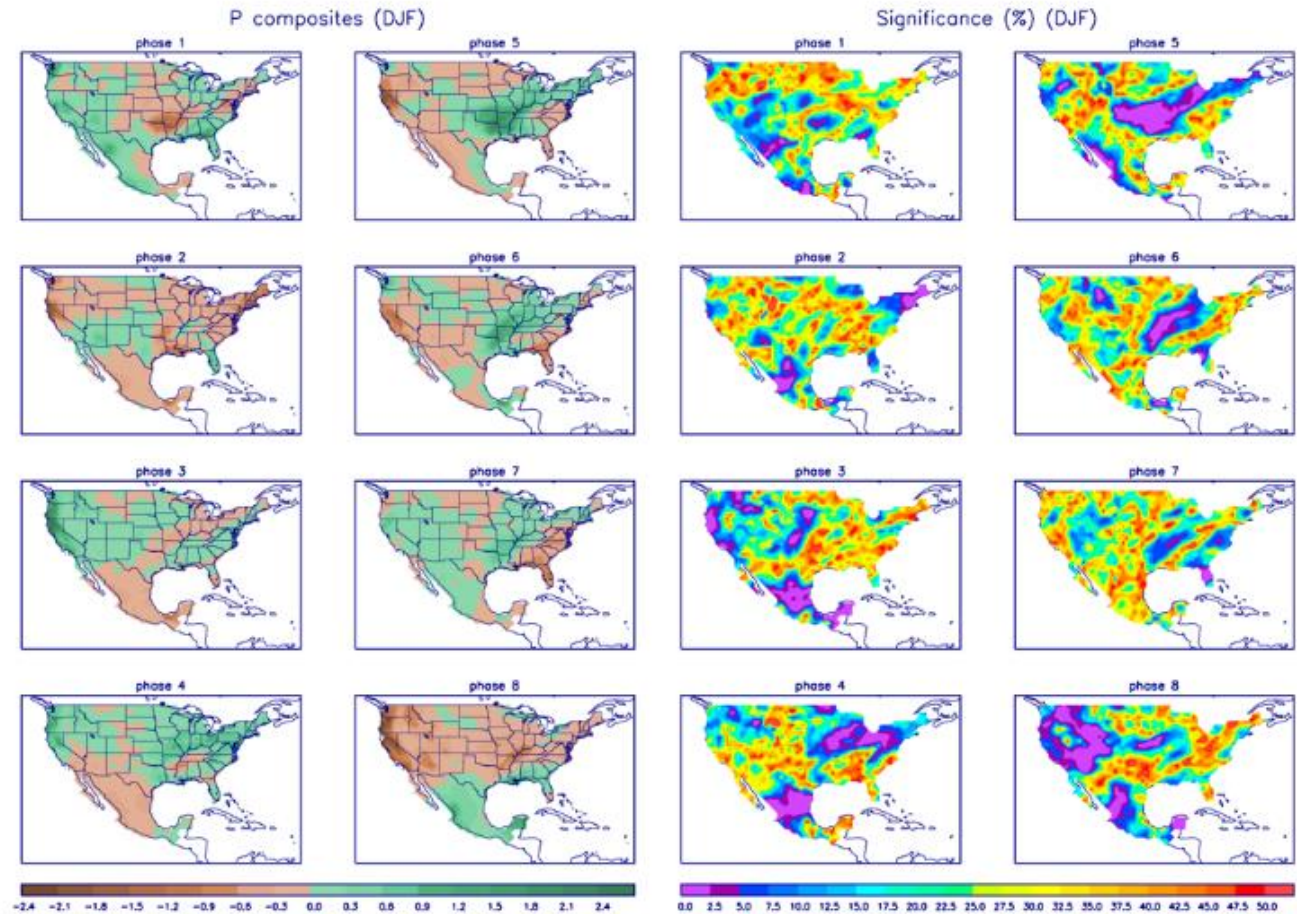 P composites (DJF)
Significance (%) (DJF)
phase 1
phase 5
phase 1
phase 5
phase 2
phase 6
phase 2
phase 6
phase 3
phase 7
phase 3
phase 7
phase 4
phase 8
phase 4
phase 8
-2.4 -2.1 -1.8 -1.5 -1.2 -0.9 -0.6 -0.3 0.0 0.3 0.6 0.9 1.2 1.5 1.8 2.1 2.4
0.0 2.5 5.0 7.5 10.0 12.5 15.0 17.5 20.0 22.5 25.0 27.5 30.0 32.5 35.0 37.5 40.0 42.5 45.0 47.5 50.0